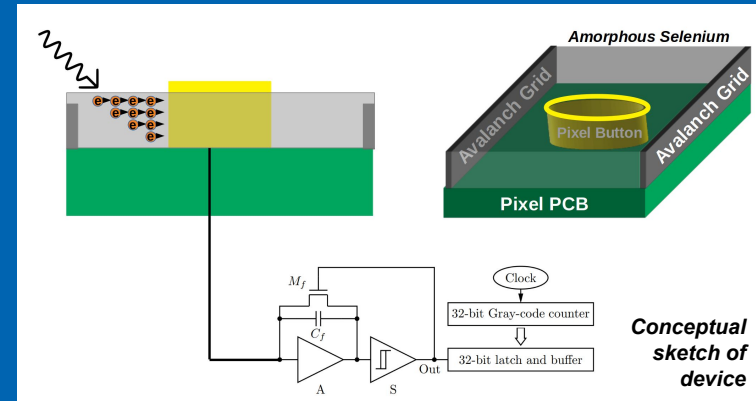 Amorphous Selenium
e e e e
e e e
e e
e
Avalanch Grid
Pixel Button
Avalanch Grid
Pixel PCB
Clock
M_f
32-bit Gray-code counter
C_f
Conceptual
sketch of
device
32-bit latch and buffer
Out
A
S